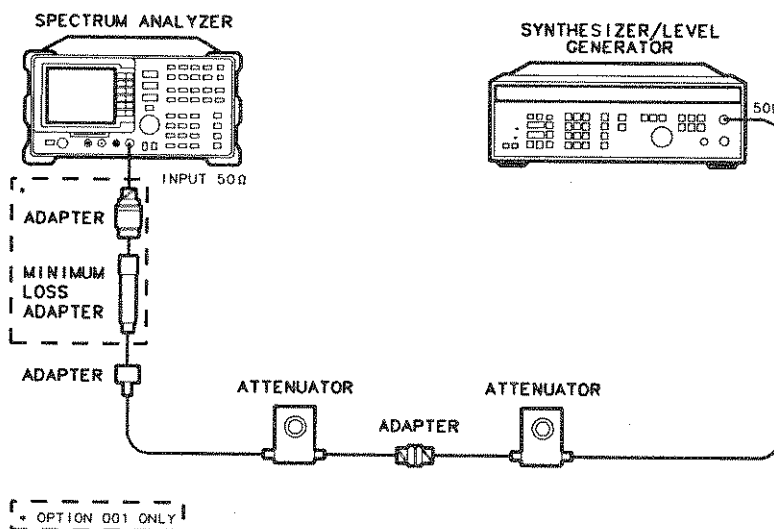 SPECTRUM ANALYZER
SYNTHESIZER/LEVEL
GENERATOR
50Ω
INPUT 50Ω
*
ADAPTER
MINIMUM
LOSS
ADAPTER
ADAPTER
ATTENUATOR
ADAPTER
ATTENUATOR
* OPTION 001 ONLY